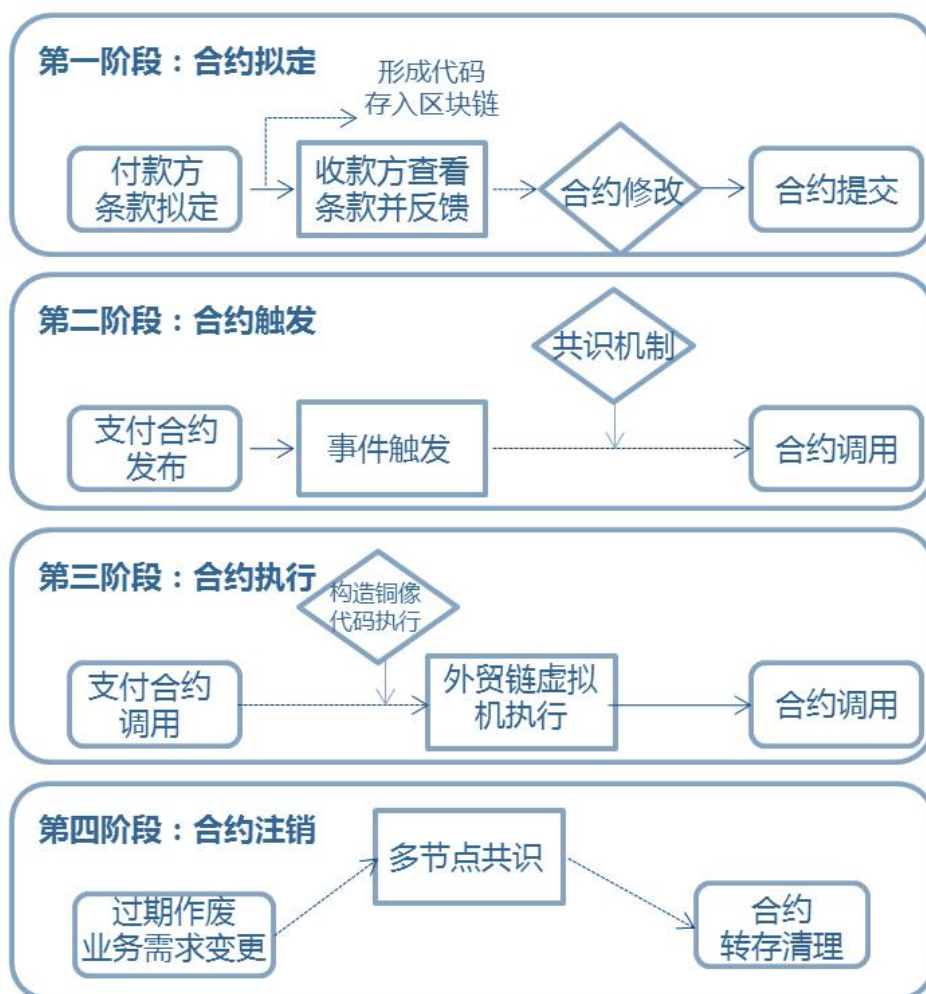 第一阶段：合约拟定
形成代码
存入区块链
付款方
条款拟定
收款方查看
条款并反馈
合约修改
合约提交
第二阶段：合约触发
共识机制
支付合约
发布
事件触发
合约调用
第三阶段：合约执行
构造铜像
代码执行
支付合约
调用
外贸链虚拟
机执行
合约调用
第四阶段：合约注销
多节点共识
过期作废
业务需求变更
合约
转存清理